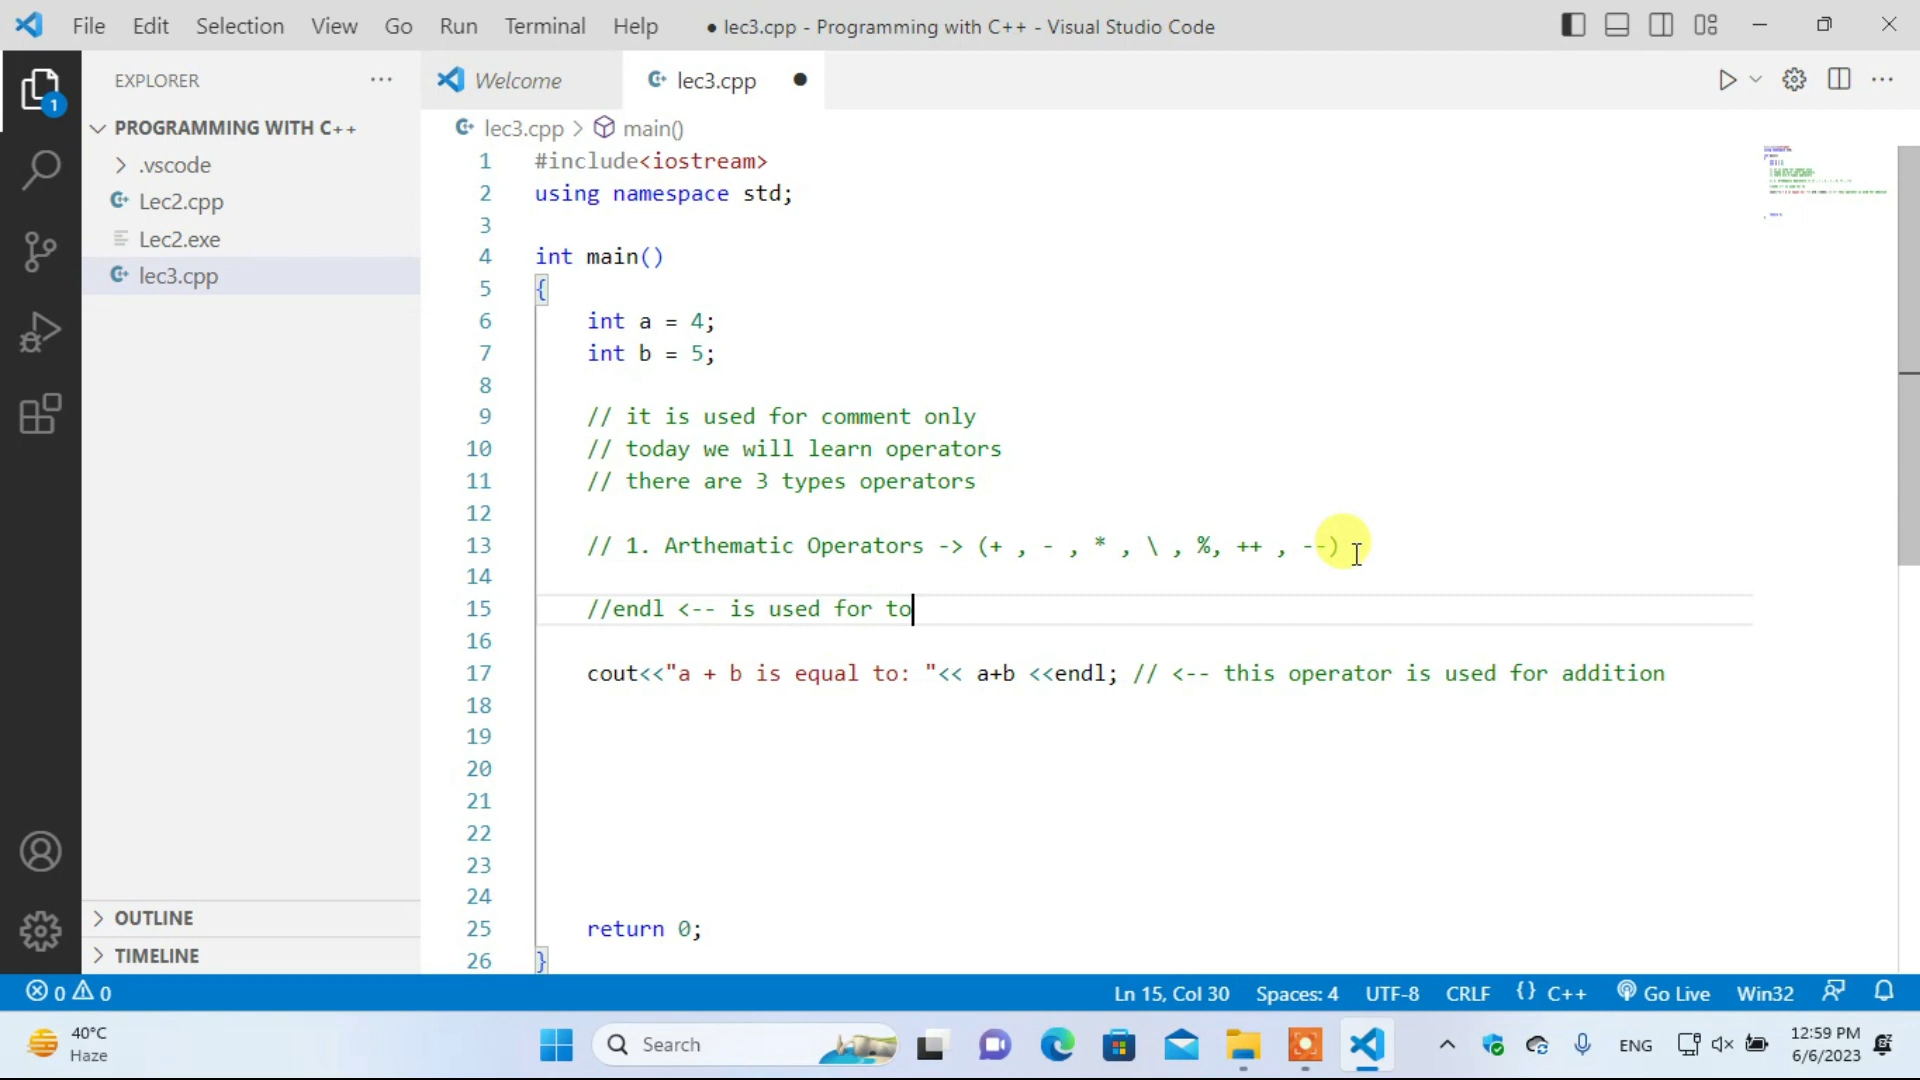 File Edit Selection View Go Run Terminal Help ● lec3.cpp - Programming with C++ - Visual Studio Code
EXPLORER ··· Welcome lec3.cpp ●
PROGRAMMING WITH C++
.vscode
Lec2.cpp
Lec2.exe
lec3.cpp
1
lec3.cpp > main()
1 #include<iostream>
2 using namespace std;
3
4 int main()
5 {
6 int a = 4;
7 int b = 5;
8
9 // it is used for comment only
10 // today we will learn operators
11 // there are 3 types operators
12
13 // 1. Arthematic Operators -> (+ , - , * , \ , %, ++ , --)
14
15 //endl <-- is used for to
16
17 cout<<"a + b is equal to: "<< a+b <<endl; // <-- this operator is used for addition
18
19
20
21
22
23
24
25 return 0;
26 }
OUTLINE
TIMELINE
0 0 Ln 15, Col 30 Spaces: 4 UTF-8 CRLF {} C++ Go Live Win32
40°C
Haze
Search
ENG
12:59 PM
6/6/2023